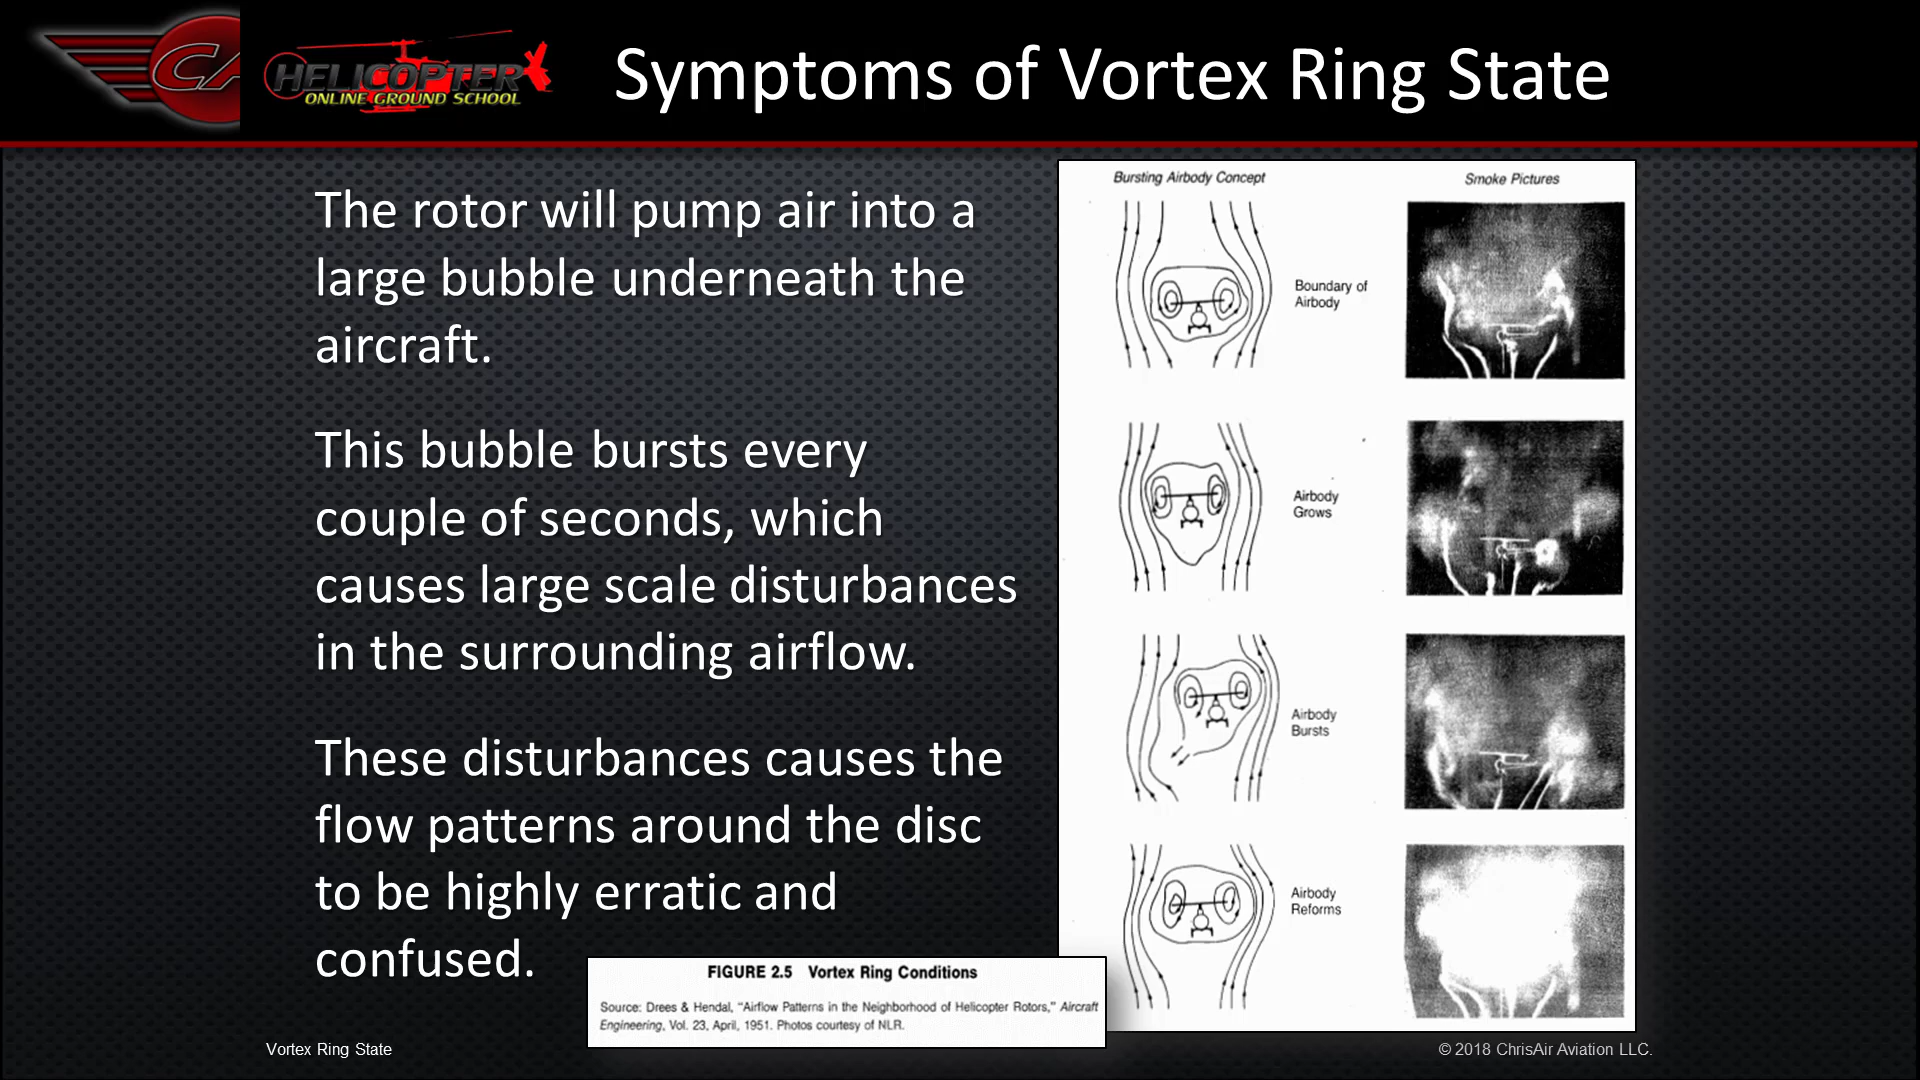 CA
HELICOPTER
ONLINE GROUND SCHOOL
Symptoms of Vortex Ring State
The rotor will pump air into a
large bubble underneath the
aircraft.
This bubble bursts every
couple of seconds, which
causes large scale disturbances
in the surrounding airflow.
These disturbances causes the
flow patterns around the disc
to be highly erratic and
confused.
Bursting Airbody Concept
Smoke Pictures
Boundary of
Airbody
Airbody
Grows
Airbody
Bursts
Airbody
Reforms
FIGURE 2.5 Vortex Ring Conditions
Source: Drees & Hendal, "Airflow Patterns in the Neighborhood of Helicopter Rotors," Aircraft
Engineering, Vol. 23, April, 1951. Photos courtesy of NLR.
Vortex Ring State
© 2018 ChrisAir Aviation LLC.